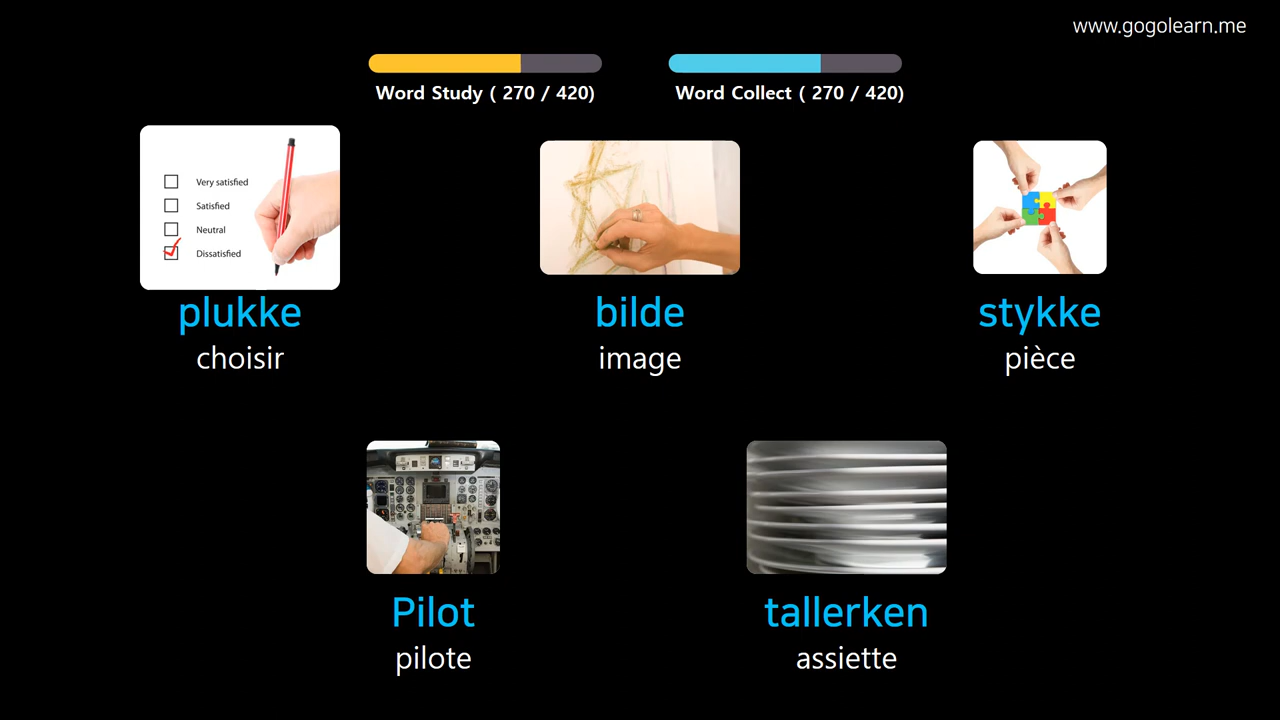 www.gogolearn.me
Word Study ( 270 / 420)
Word Collect ( 270 / 420)
Very satisfied
Satisfied
Neutral
Dissatisfied
plukke
choisir
bilde
image
stykke
pièce
Pilot
pilote
tallerken
assiette